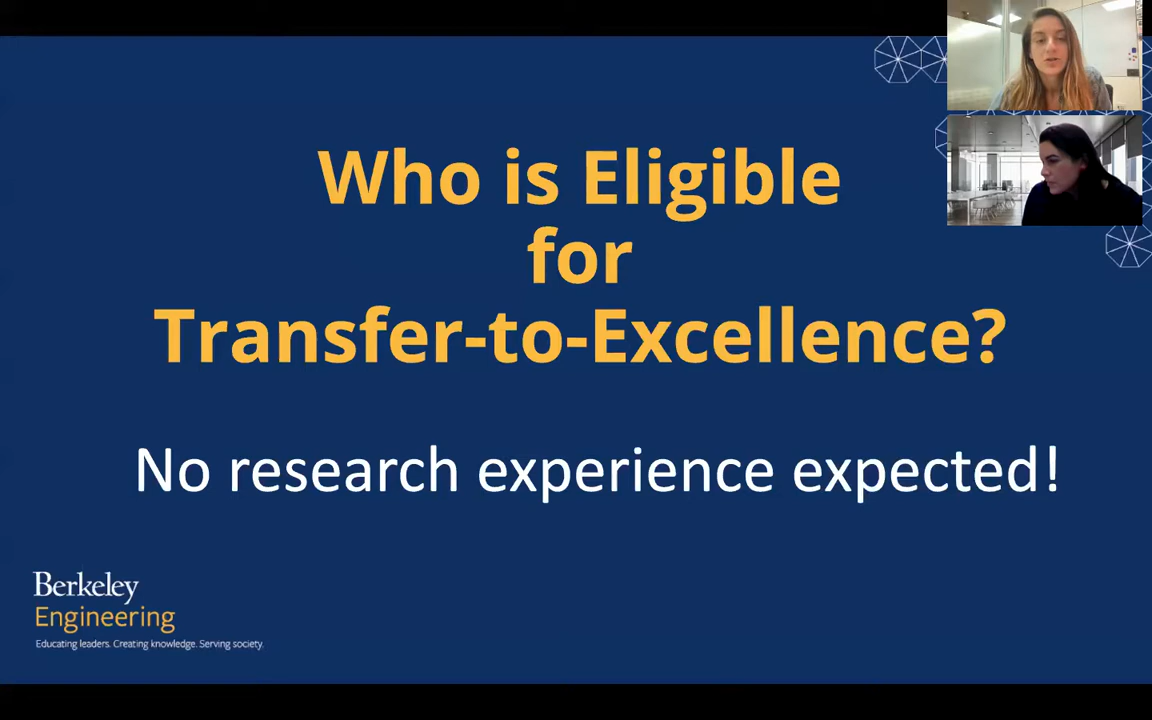 Who is Eligible
for
Transfer-to-Excellence?
No research experience expected!
Berkeley
Engineering
Educating leaders. Creating knowledge. Serving society.